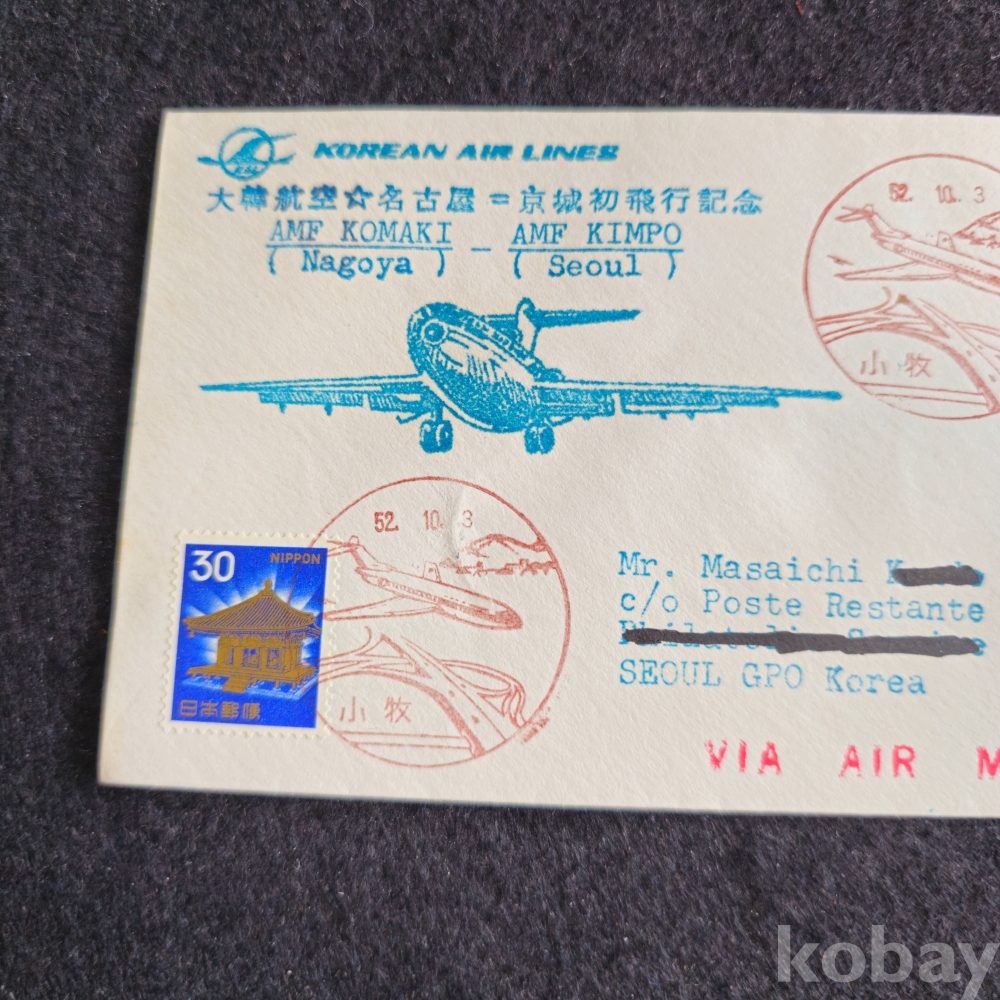 KOREAN AIR LINES
大韓航空☆名古屋=京城初飛行記念
AMF KOMAKI - AMF KIMPO
( Nagoya ) ( Seoul )
52. 10. 3
小牧
30 NIPPON
日本郵便
52. 10. 3
小牧
Mr. Masaichi
c/o Poste Restante
SEOUL GPO Korea
VIA AIR M
kobay